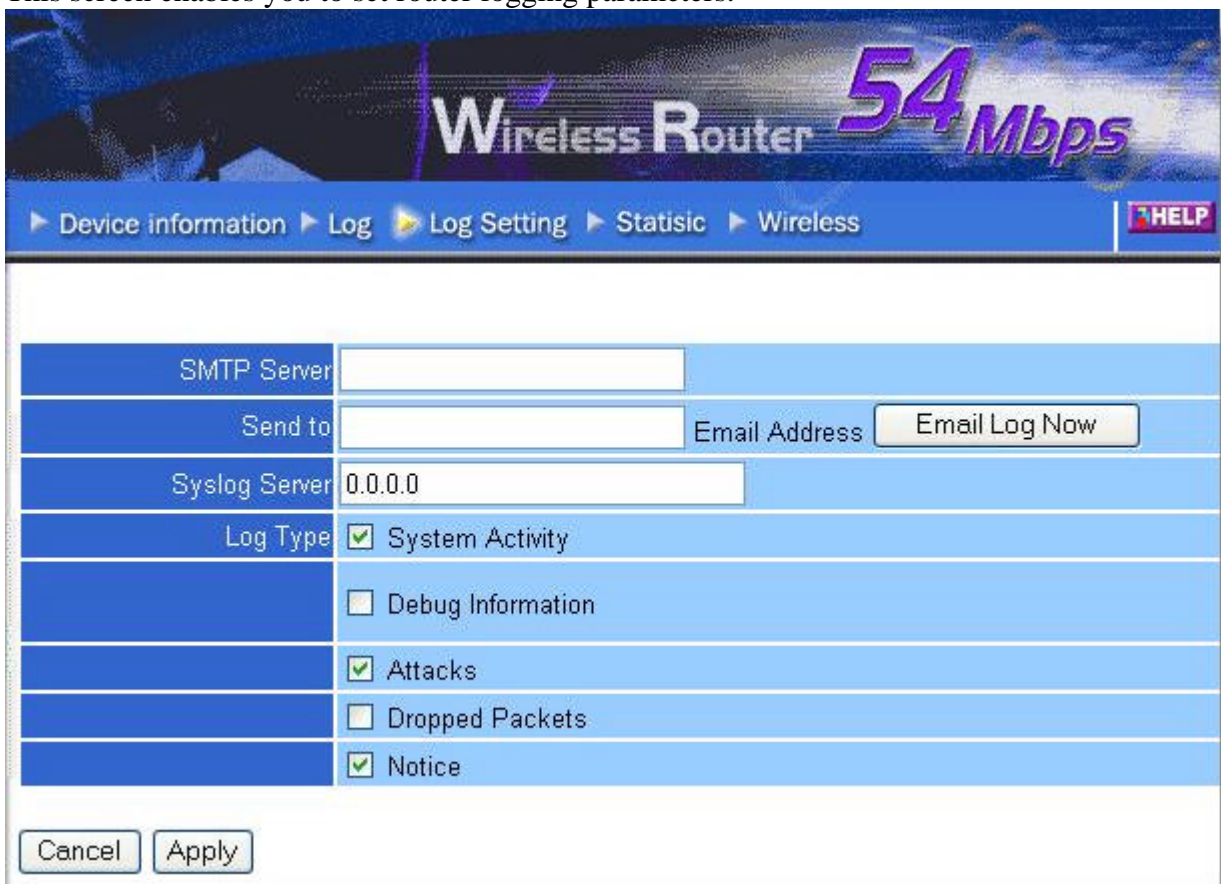 This screen enables you to set router logging parameters.
Wireless Router 54 Mbps
Device information Log Log Setting Statisic Wireless HELP
SMTP Server
Send to Email Address Email Log Now
Syslog Server 0.0.0.0
Log Type System Activity
Debug Information
Attacks
Dropped Packets
Notice
Cancel Apply